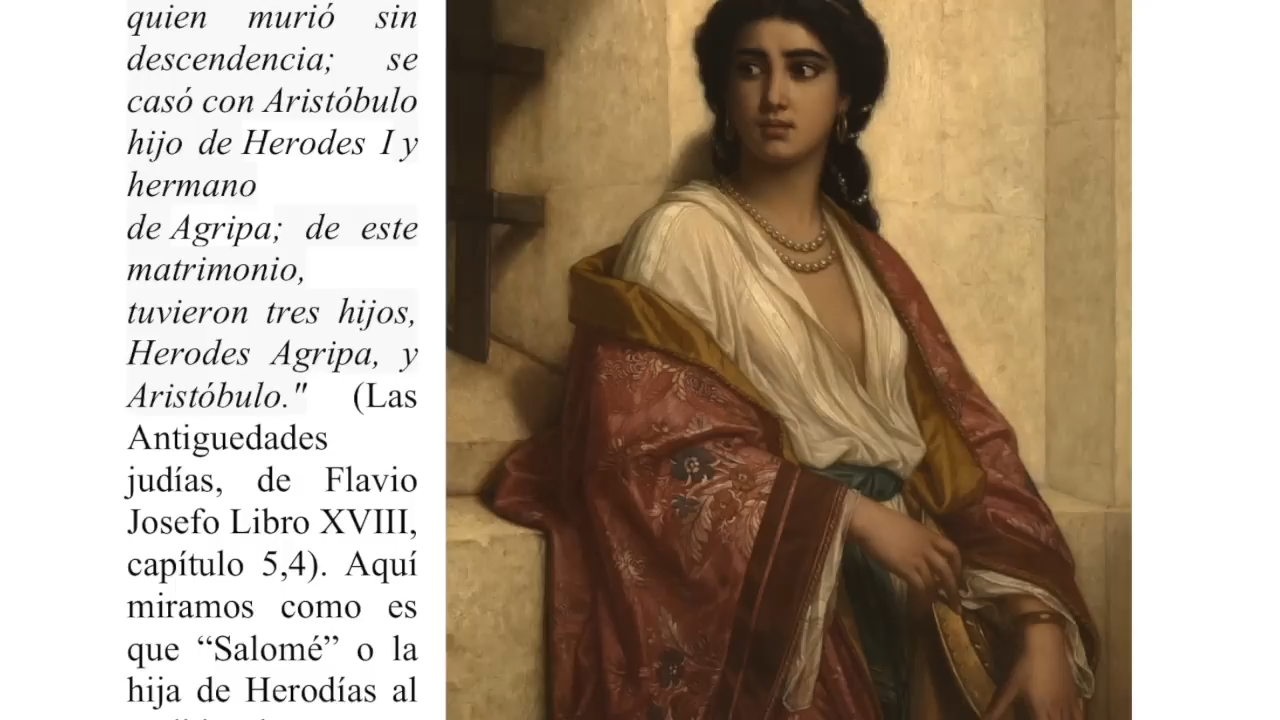 quien murió sin
descendencia; se
casó con Aristóbulo
hijo de Herodes I y
hermano
de Agripa; de este
matrimonio,
tuvieron tres hijos,
Herodes Agripa, y
Aristóbulo." (Las
Antiguedades
judías, de Flavio
Josefo Libro XVIII,
capítulo 5,4). Aquí
miramos como es
que “Salomé” o la
hija de Herodías al